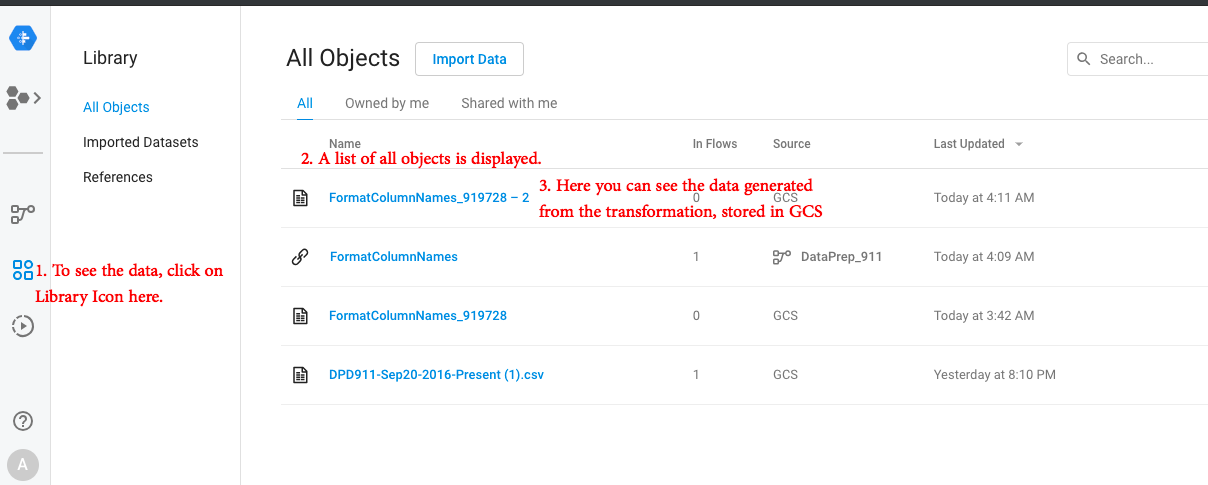 Library
All Objects
Imported Datasets
References
1. To see the data, click on
Library Icon here.
A
All Objects Import Data
Search...
All Owned by me Shared with me
Name In Flows Source Last Updated
2. A list of all objects is displayed.
3. Here you can see the data generated
from the transformation, stored in GCS
FormatColumnNames_919728 – 2 0 GCS Today at 4:11 AM
FormatColumnNames 1 DataPrep_911 Today at 4:09 AM
FormatColumnNames_919728 0 GCS Today at 3:42 AM
DPD911-Sep20-2016-Present (1).csv 1 GCS Yesterday at 8:10 PM